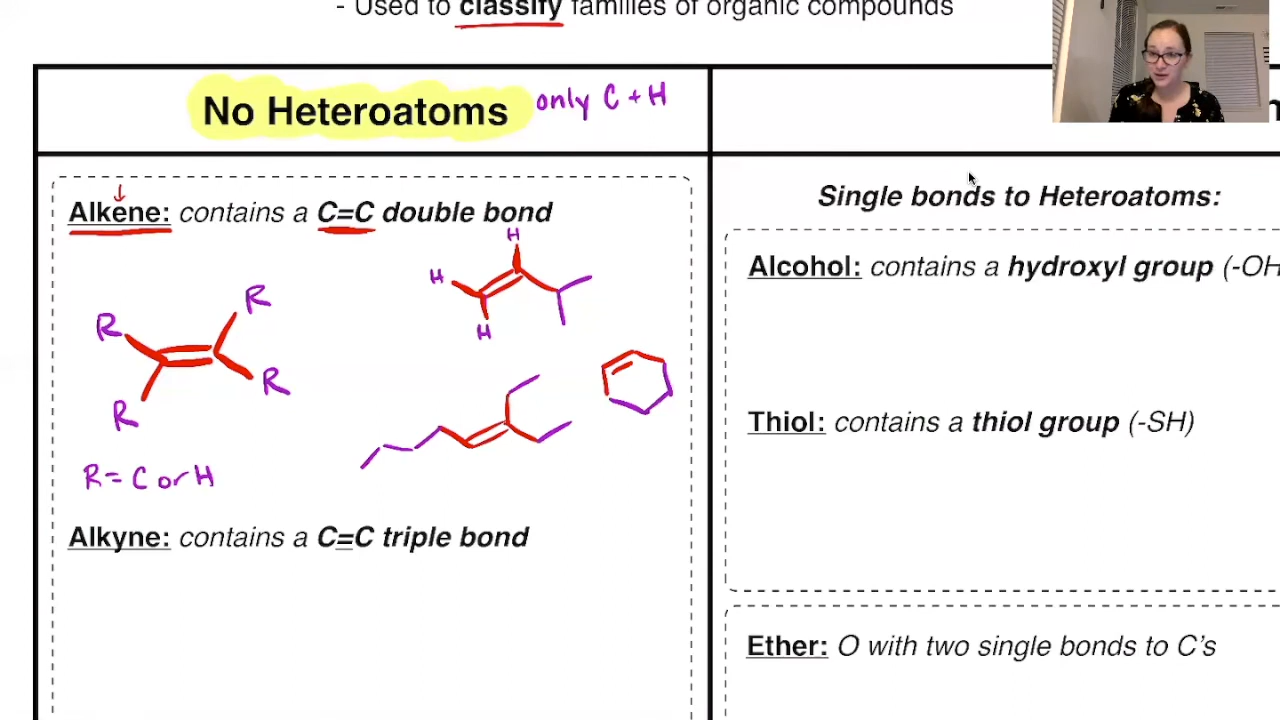 - Used to classify families of organic compounds
No Heteroatoms only C + H
Alkene: contains a C=C double bond
H
H
H
R
R
R
R
R = C or H
Alkyne: contains a C≡C triple bond
Single bonds to Heteroatoms:
Alcohol: contains a hydroxyl group (-OH
Thiol: contains a thiol group (-SH)
Ether: O with two single bonds to C's